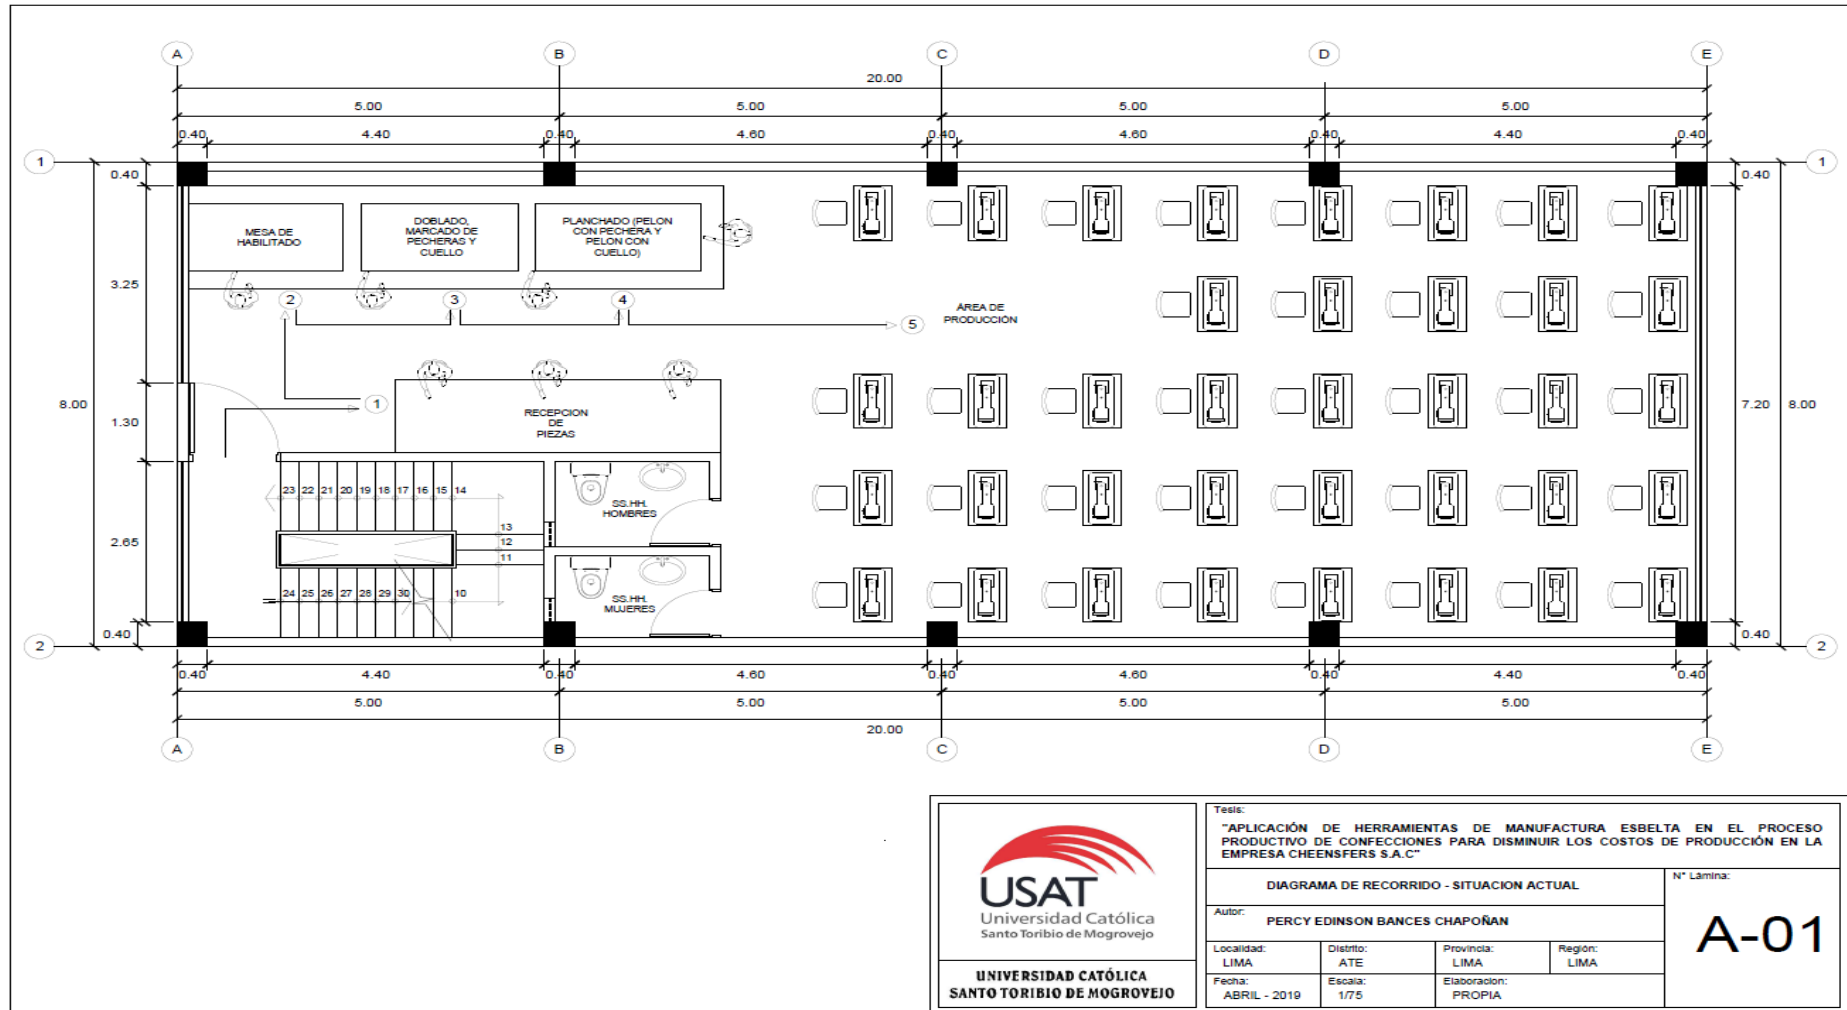 A B C D E
20.00
5.00 5.00 5.00 5.00
0.40 4.40 0.40 4.60 0.40 4.60 0.40 4.40 0.40
1 1
0.40 0.40
MESA DE
HABILITADO
DOBLADO,
MARCADO DE
PECHERAS Y
CUELLO
PLANCHADO (PELON
CON PECHERA Y
PELON CON
CUELLO)
3.25
2 3 4
5
ÁREA DE
PRODUCCIÓN
8.00
1.30
1
RECEPCION
DE
PIEZAS
7.20 8.00
23 22 21 20 19 18 17 16 15 14
SS.HH.
HOMBRES
13
12
11
2.65
24 25 26 27 28 29 30 10
SS.HH.
MUJERES
0.40 0.40
2 2
0.40 4.40 0.40 4.60 0.40 4.60 0.40 4.40 0.40
5.00 5.00 5.00 5.00
20.00
A B C D E
USAT
Universidad Católica
Santo Toribio de Mogrovejo
UNIVERSIDAD CATÓLICA
SANTO TORIBIO DE MOGROVEJO
Tesis:
"APLICACIÓN DE HERRAMIENTAS DE MANUFACTURA ESBELTA EN EL PROCESO
PRODUCTIVO DE CONFECCIONES PARA DISMINUIR LOS COSTOS DE PRODUCCIÓN EN LA
EMPRESA CHEENSFERS S.A.C"
DIAGRAMA DE RECORRIDO - SITUACION ACTUAL
N° Lámina:
A-01
Autor:
PERCY EDINSON BANCES CHAPOÑAN
Localidad: Distrito: Provincia: Región:
LIMA ATE LIMA LIMA
Fecha: Escala: Elaboracion:
ABRIL - 2019 1/75 PROPIA